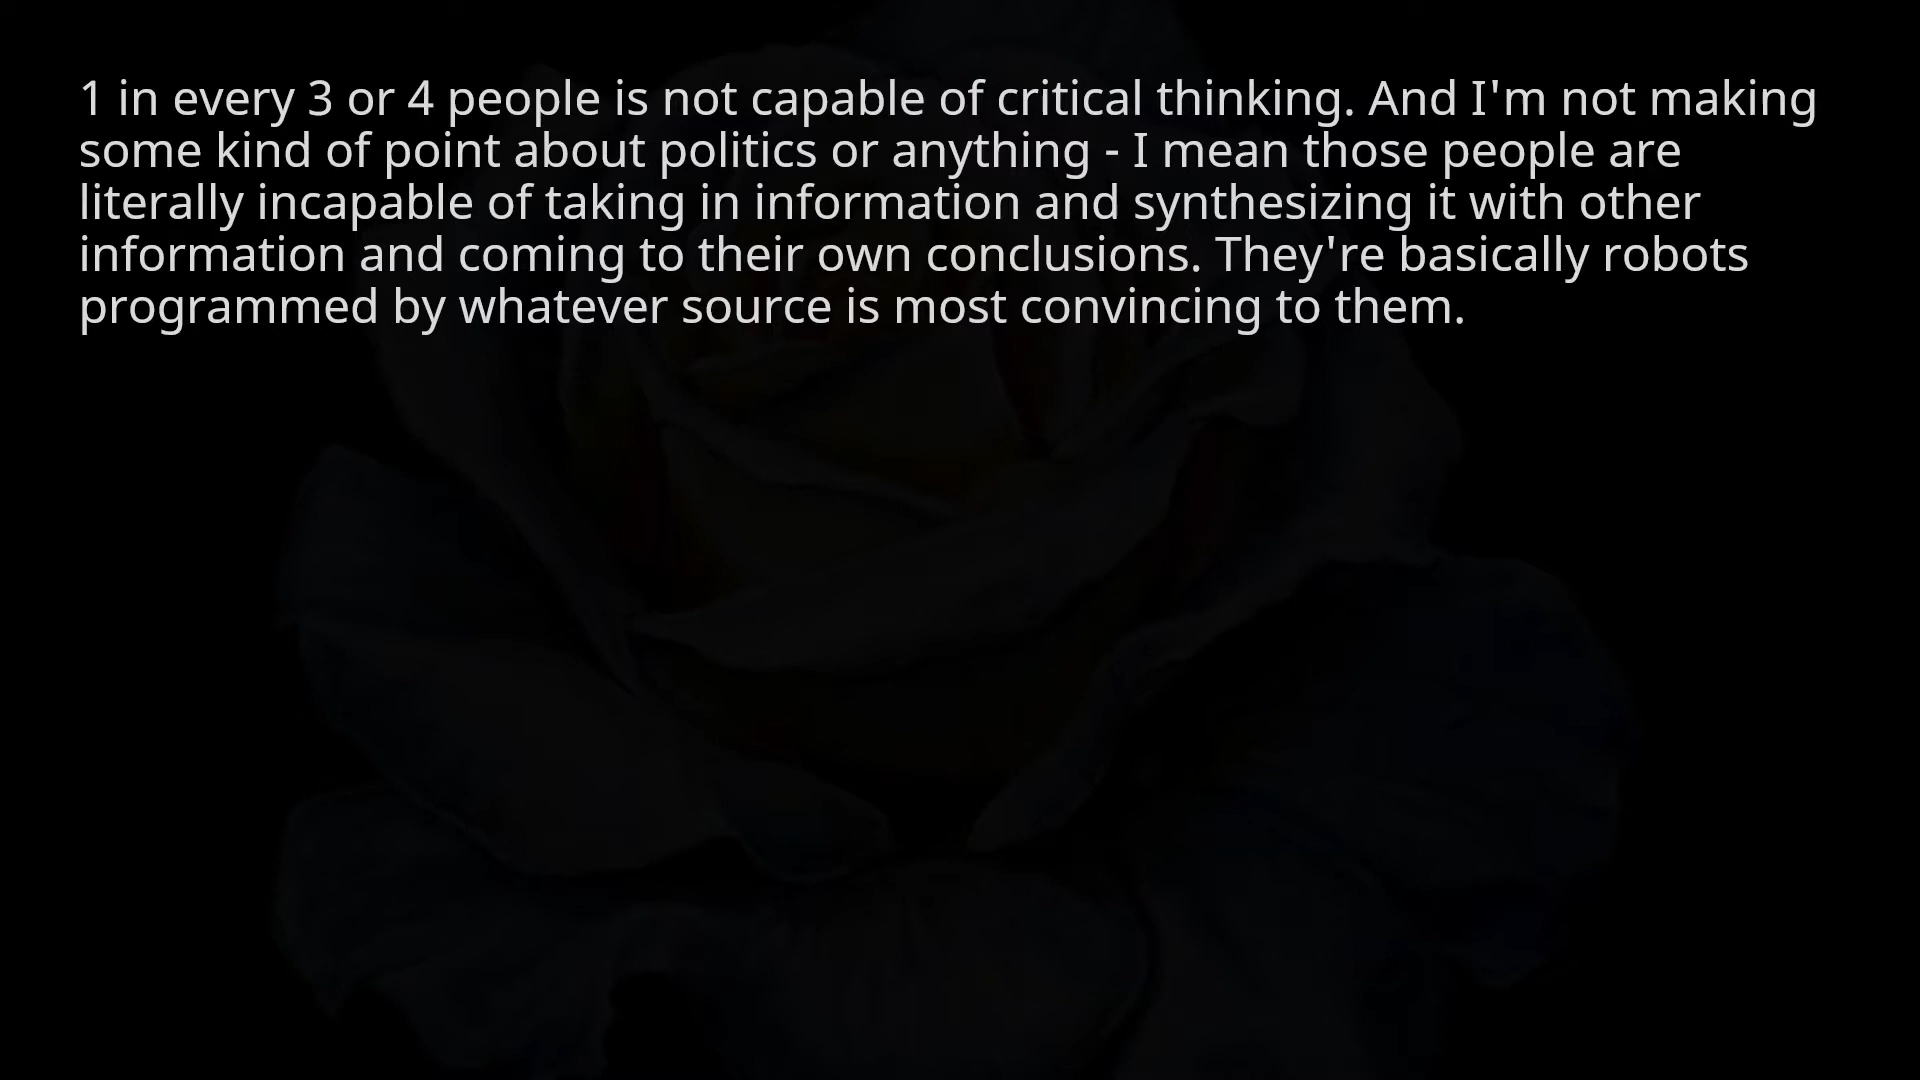 1 in every 3 or 4 people is not capable of critical thinking. And I'm not making
some kind of point about politics or anything - I mean those people are
literally incapable of taking in information and synthesizing it with other
information and coming to their own conclusions. They're basically robots
programmed by whatever source is most convincing to them.